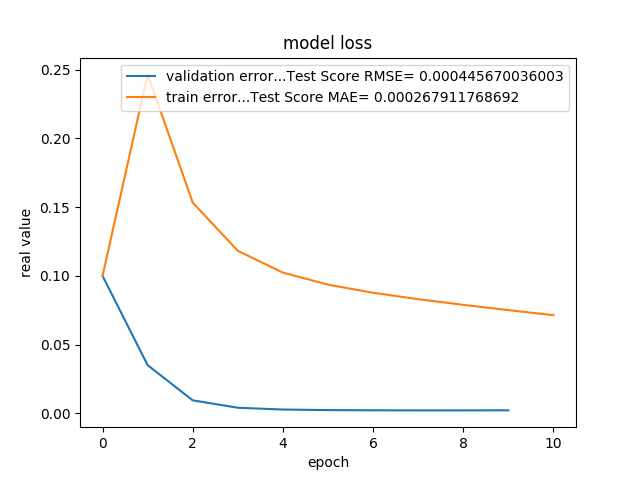 model loss
validation error...Test Score RMSE= 0.000445670036003
train error...Test Score MAE= 0.000267911768692
0.25
0.20
0.15
0.10
0.05
0.00
real value
0 2 4 6 8 10
epoch